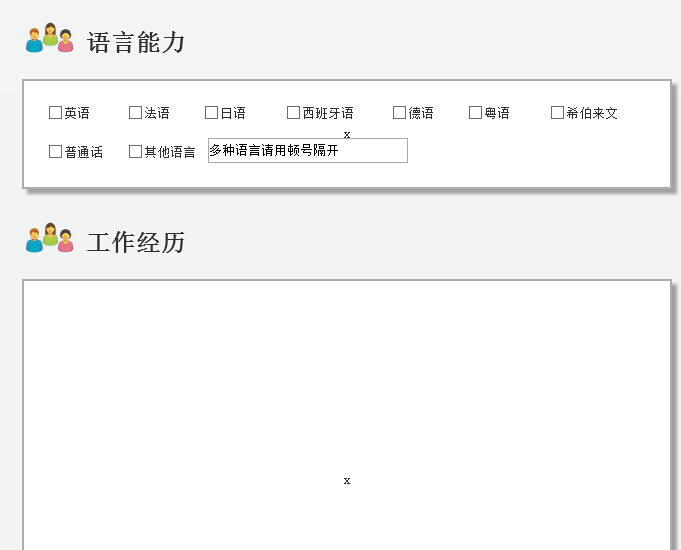 语言能力
英语 法语 日语 西班牙语 德语 粤语 希伯来文
x
普通话 其他语言 多种语言请用顿号隔开
工作经历
x